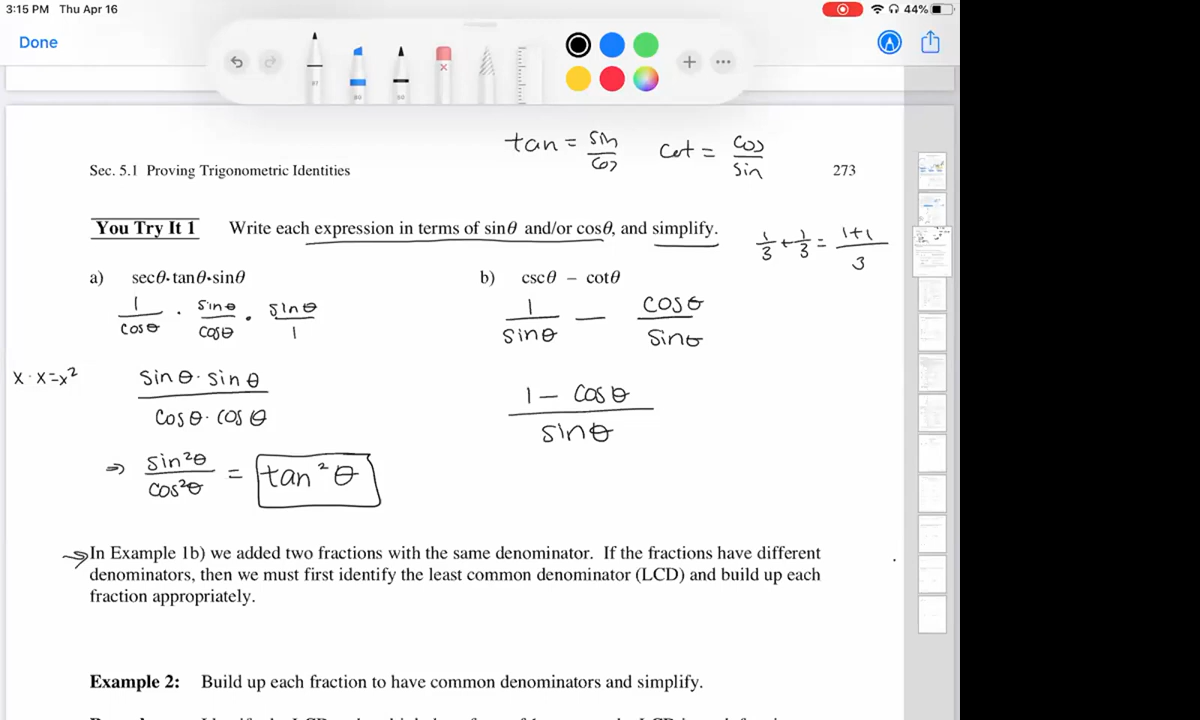 3:15 PM Thu Apr 16
44%
Done
tan = sin/cos cot = cos/sin
Sec. 5.1 Proving Trigonometric Identities 273
You Try It 1 Write each expression in terms of sinθ and/or cosθ, and simplify.
1/3 + 1/3 = 1+1/3
a) secθ·tanθ·sinθ b) cscθ − cotθ
1/cosθ · sinθ/cosθ · sinθ/1 1/sinθ − cosθ/sinθ
x·x=x² sinθ·sinθ/cosθ·cosθ 1 − cosθ/sinθ
⇒ sin²θ/cos²θ = tan²θ
→In Example 1b) we added two fractions with the same denominator. If the fractions have different
denominators, then we must first identify the least common denominator (LCD) and build up each
fraction appropriately.
Example 2: Build up each fraction to have common denominators and simplify.